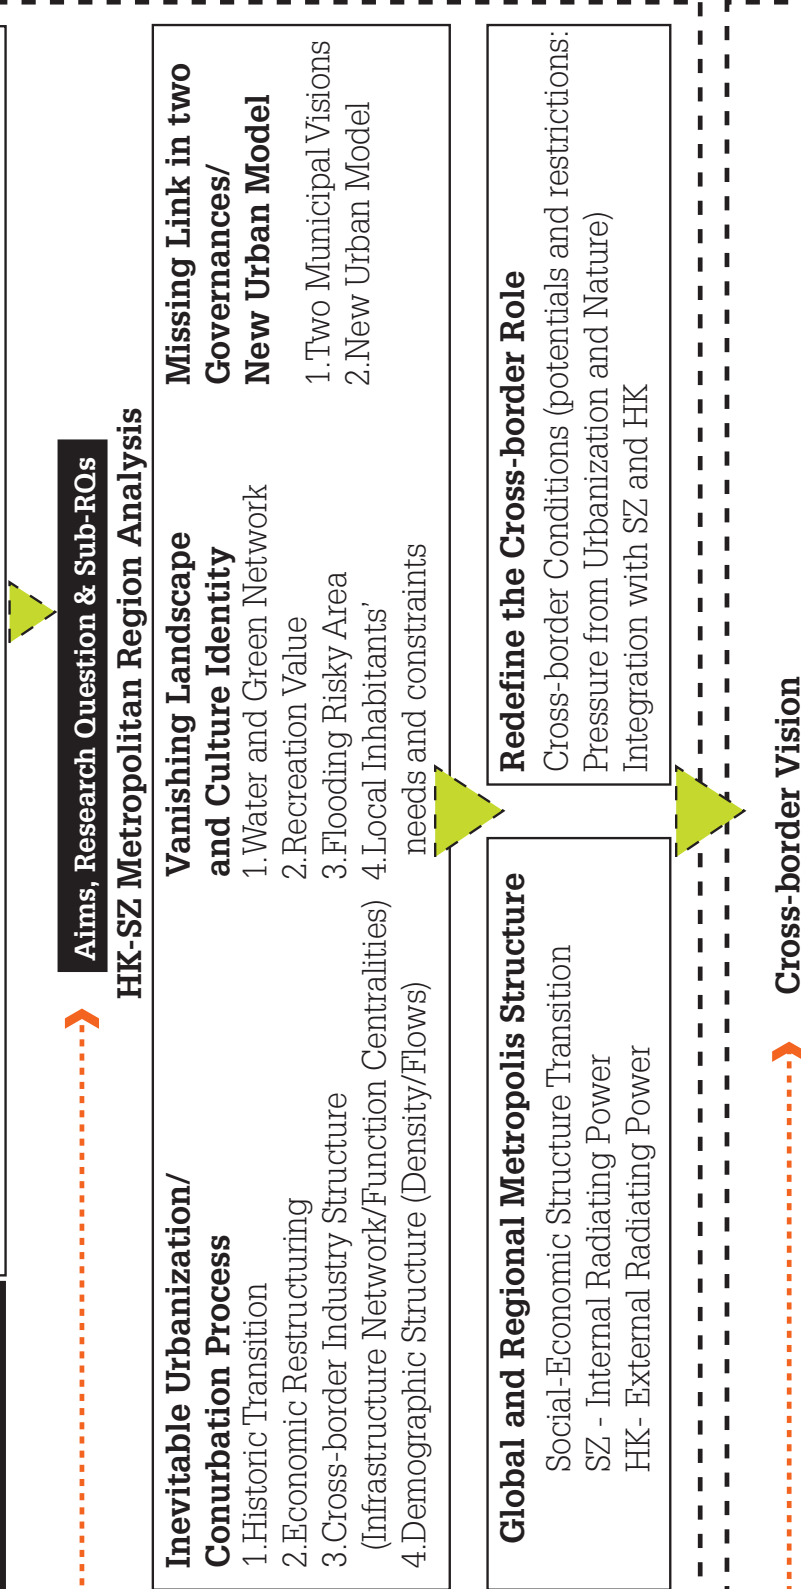 Aims, Research Question & Sub-RQs
HK-SZ Metropolitan Region Analysis
Inevitable Urbanization/
Conurbation Process
1.Historic Transition
2.Economic Restructuring
3.Cross-border Industry Structure
(Infrastructure Network/Function Centralities)
4.Demographic Structure (Density/Flows)
Vanishing Landscape
and Culture Identity
1.Water and Green Network
2.Recreation Value
3.Flooding Risky Area
4.Local Inhabitants'
needs and constraints
Missing Link in two
Governances/
New Urban Model
1.Two Municipal Visions
2.New Urban Model
Global and Regional Metropolis Structure
Social-Economic Structure Transition
SZ - Internal Radiating Power
HK- External Radiating Power
Redefine the Cross-border Role
Cross-border Conditions (potentials and restrictions:
Pressure from Urbanization and Nature)
Integration with SZ and HK
Cross-border Vision